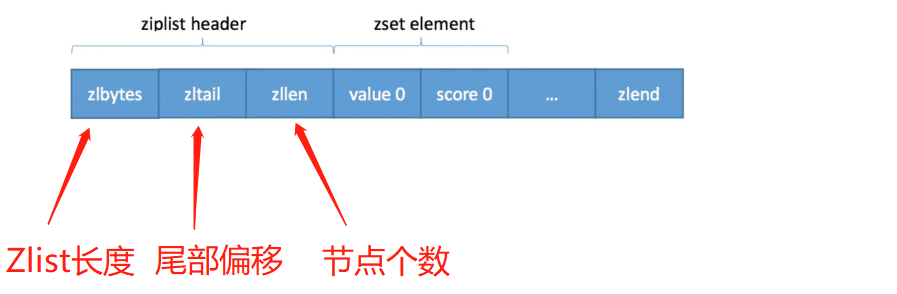 ziplist header zset element
zlbytes zltail zllen value 0 score 0 ... zlend
Zlist长度 尾部偏移 节点个数